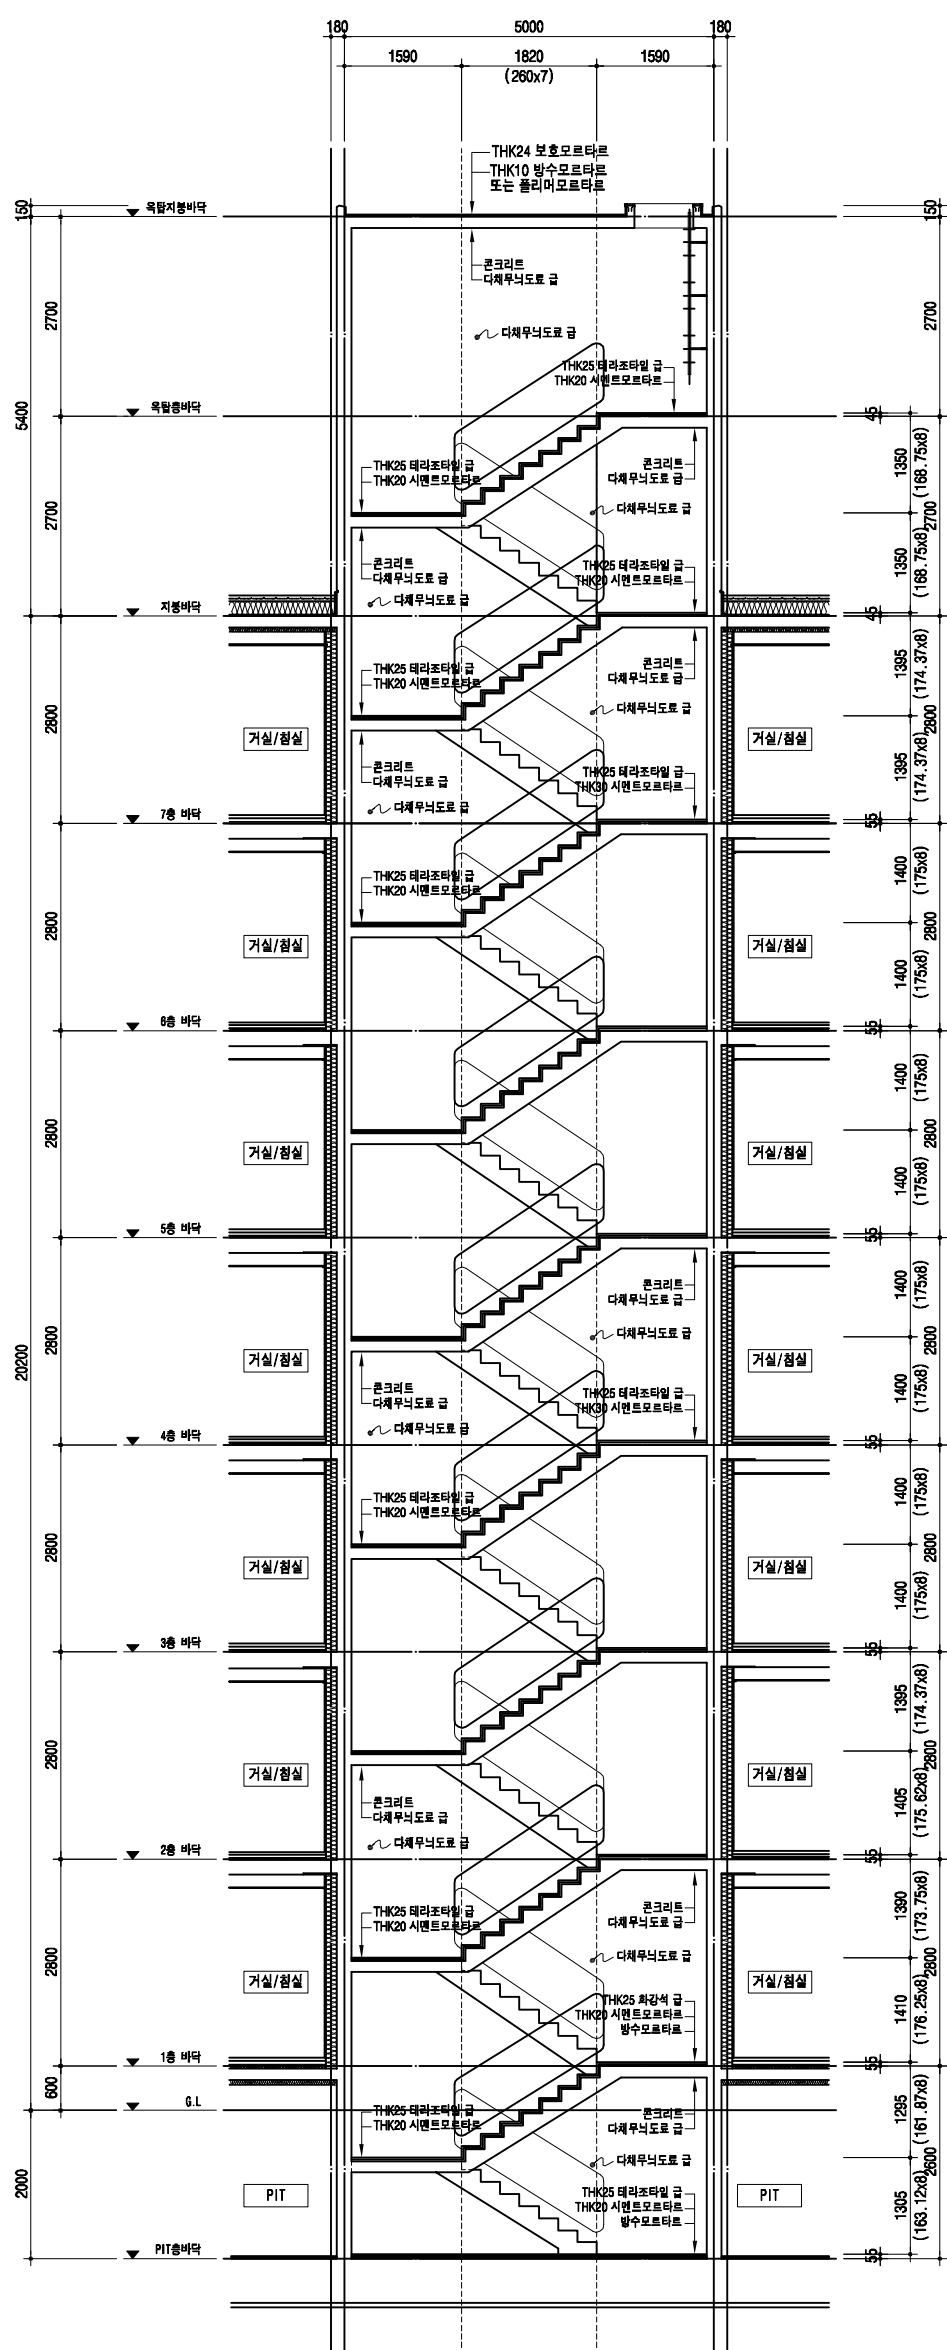 180 5000 180
1590 1820 1590
(260x7)
THK24 보호모르타르
THK10 방수모르타르
또는 폴리머모르타르
150 옥탑지붕바닥 150
콘크리트
다채무늬도료 급
2700 다채무늬도료 급 2700
THK25 테라조타일 급
THK20 시멘트모르타르
5400 옥탑층바닥 45
THK25 테라조타일 급
THK20 시멘트모르타르
콘크리트
다채무늬도료 급
1350
(168.75x8)
2700 다채무늬도료 급 2700
콘크리트
다채무늬도료 급
다채무늬도료 급
THK25 테라조타일 급
THK20 시멘트모르타르
1350
(168.75x8)
지붕바닥 45
THK25 테라조타일 급
THK20 시멘트모르타르
콘크리트
다채무늬도료 급
1395
(174.37x8)
2800 다채무늬도료 급 2800
거실/침실 거실/침실
콘크리트
다채무늬도료 급
다채무늬도료 급
THK25 테라조타일 급
THK30 시멘트모르타르
1395
(174.37x8)
7층 바닥 55
THK25 테라조타일 급
THK20 시멘트모르타르
1400
(175x8)
2800 2800
거실/침실 거실/침실
1400
(175x8)
6층 바닥 55
1400
(175x8)
2800 2800
거실/침실 거실/침실
1400
(175x8)
5층 바닥 55
콘크리트
다채무늬도료 급
1400
(175x8)
20200 2800 다채무늬도료 급 2800
거실/침실 거실/침실
콘크리트
다채무늬도료 급
다채무늬도료 급
THK25 테라조타일 급
THK30 시멘트모르타르
1400
(175x8)
4층 바닥 55
THK25 테라조타일 급
THK20 시멘트모르타르
1400
(175x8)
2800 2800
거실/침실 거실/침실
1400
(175x8)
3층 바닥 55
1395
(174.37x8)
2800 2800
거실/침실 거실/침실
콘크리트
다채무늬도료 급
다채무늬도료 급
1405
(175.62x8)
2층 바닥 55
THK25 테라조타일 급
THK20 시멘트모르타르
콘크리트
다채무늬도료 급
1390
(173.75x8)
2800 다채무늬도료 급 2800
거실/침실 거실/침실
THK25 화강석 급
THK20 시멘트모르타르
방수모르타르
1410
(176.25x8)
1층 바닥 55
600
G.L
THK25 테라조타일 급
THK20 시멘트모르타르
콘크리트
다채무늬도료 급
1295
(161.87x8)
2000 다채무늬도료 급 2600
PIT PIT
THK25 테라조타일 급
THK20 시멘트모르타르
방수모르타르
1305
(163.12x8)
PIT층바닥 55